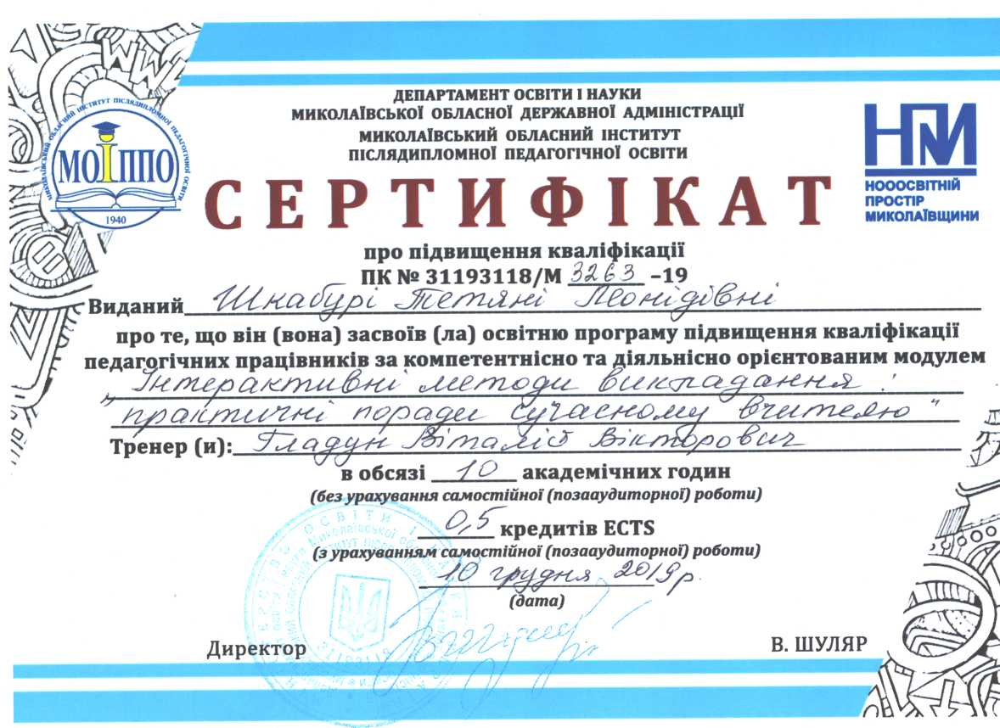 ДЕПАРТАМЕНТ ОСВІТИ І НАУКИ
МИКОЛАЇВСЬКОЇ ОБЛАСНОЇ ДЕРЖАВНОЇ АДМІНІСТРАЦІЇ
МИКОЛАЇВСЬКИЙ ОБЛАСНИЙ ІНСТИТУТ
ПІСЛЯДИПЛОМНОЇ ПЕДАГОГІЧНОЇ ОСВІТИ
МИКОЛАЇВСЬКИЙ ОБЛАСНИЙ ІНСТИТУТ ПІСЛЯДИПЛОМНОЇ ПЕДАГОГІЧНОЇ ОСВІТИ
МОІППО
1940
НПМ
НОООСВІТНІЙ
ПРОСТІР
МИКОЛАЇВЩИНИ
СЕРТИФІКАТ
про підвищення кваліфікації
ПК № 31193118/М 3263 –19
Виданий Шкабурі Тетяні Леонідівні
про те, що він (вона) засвоїв (ла) освітню програму підвищення кваліфікації
педагогічних працівників за компетентнісно та діяльнісно орієнтованим модулем
„Інтерактивні методи викладання:
практичні поради сучасному вчителю"
Тренер (и): Гладун Віталій Вікторович
в обсязі 10 академічних годин
(без урахування самостійної (позааудиторної) роботи)
0,5 кредитів ECTS
(з урахуванням самостійної (позааудиторної) роботи)
10 грудня 2019р.
(дата)
Директор
В. ШУЛЯР